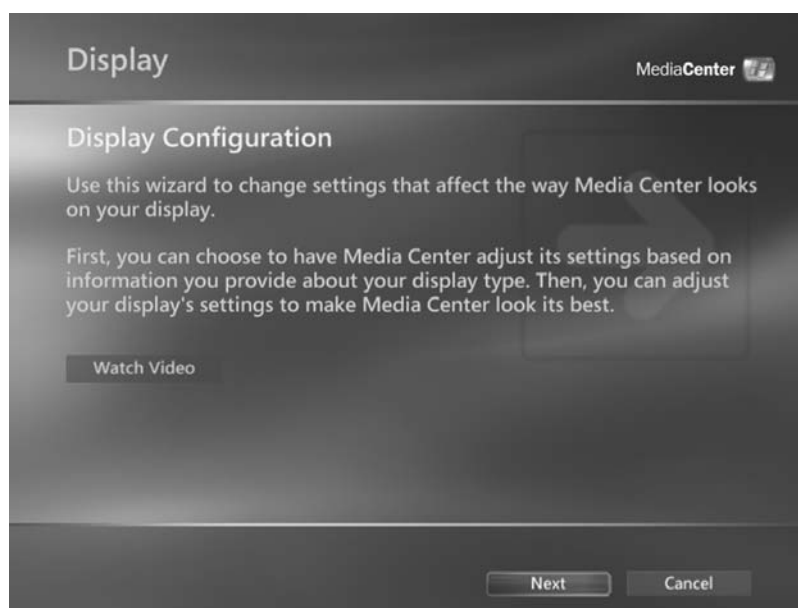 Display
MediaCenter
Display Configuration
Use this wizard to change settings that affect the way Media Center looks
on your display.
First, you can choose to have Media Center adjust its settings based on
information you provide about your display type. Then, you can adjust
your display's settings to make Media Center look its best.
Watch Video
Next
Cancel